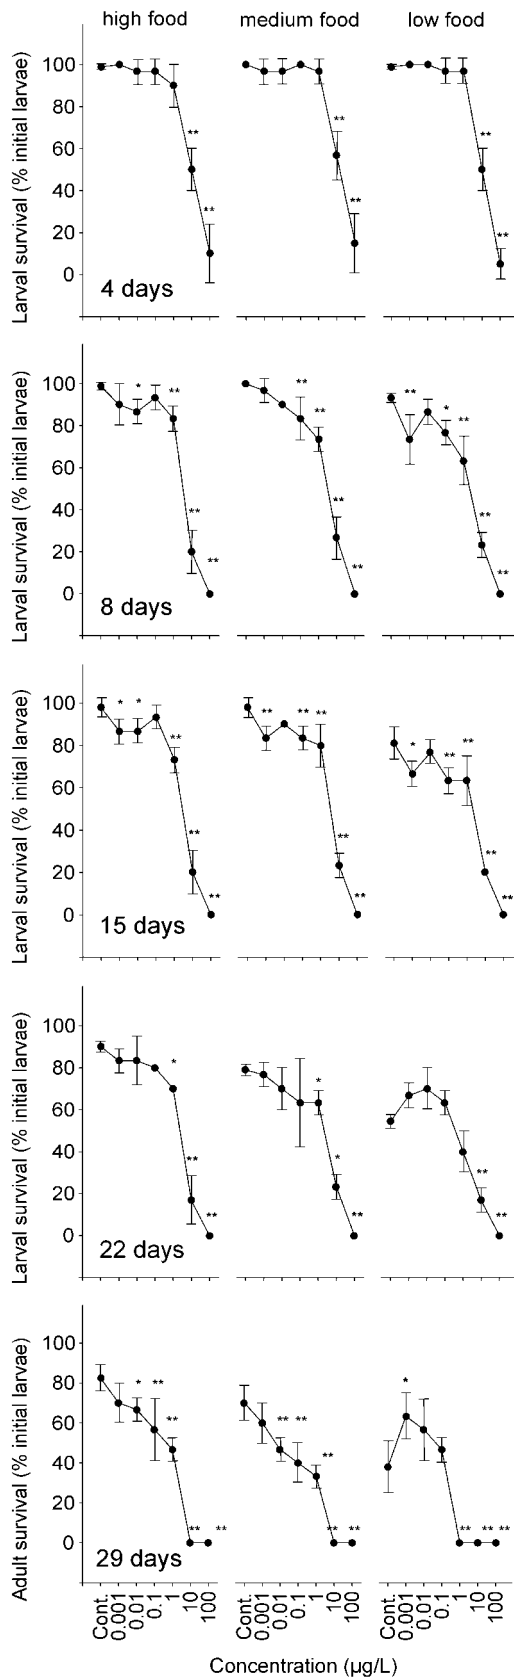 high food medium food low food
Larval survival (% initial larvae)
100
80
60
40
20
0
** ** ** ** ** **
4 days
Larval survival (% initial larvae)
100
80
60
40
20
0
* ** ** ** ** ** ** ** ** * ** ** **
8 days
Larval survival (% initial larvae)
100
80
60
40
20
0
* * ** ** ** ** ** ** ** ** * ** ** ** **
15 days
Larval survival (% initial larvae)
100
80
60
40
20
0
* ** ** * * ** ** **
22 days
Adult survival (% initial larvae)
100
80
60
40
20
0
* ** ** ** ** ** ** ** ** ** * ** ** **
29 days
Cont. 0.001 0.01 0.1 1 10 100 Cont. 0.001 0.01 0.1 1 10 100 Cont. 0.001 0.01 0.1 1 10 100
Concentration (µg/L)